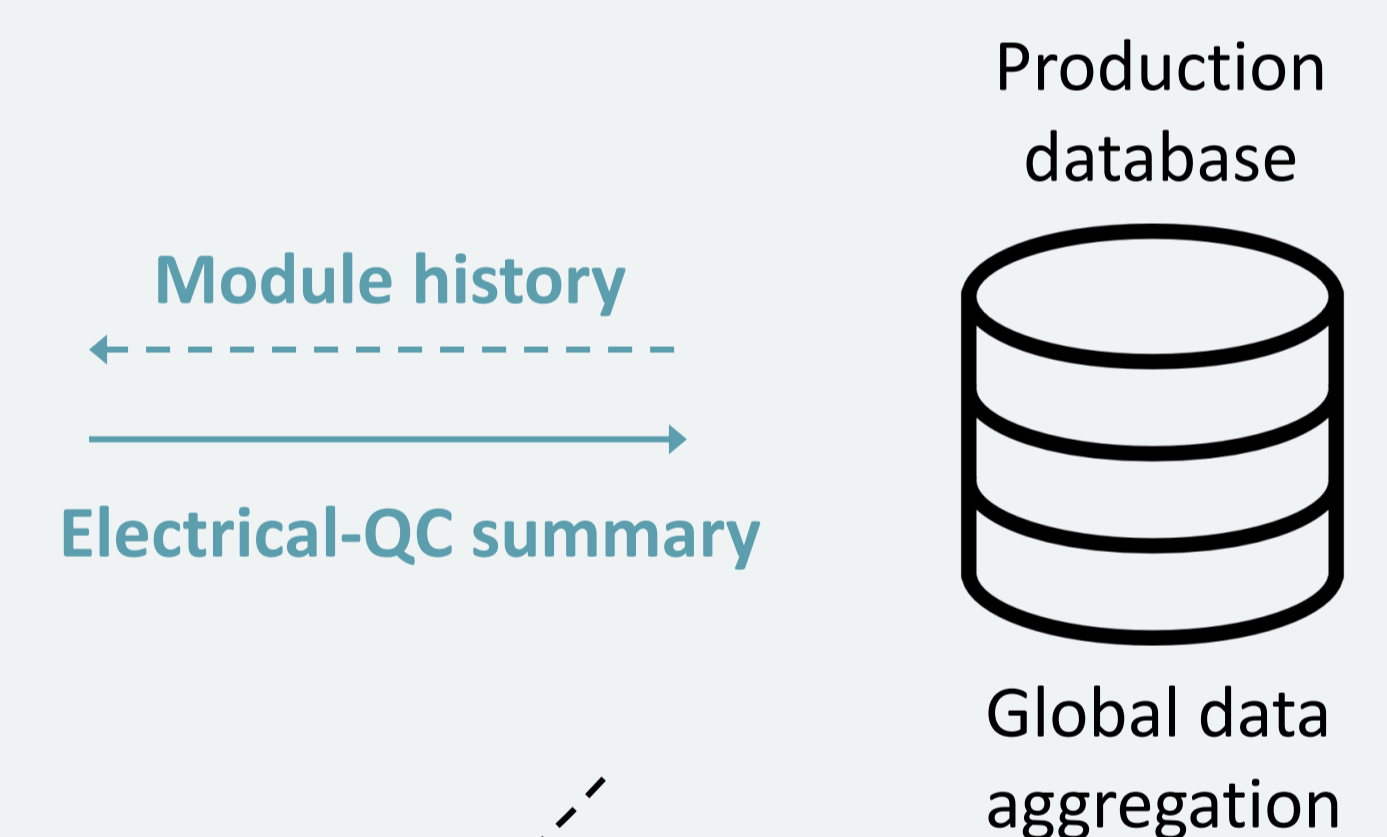 Production
database
Module history
Electrical-QC summary
Global data
aggregation